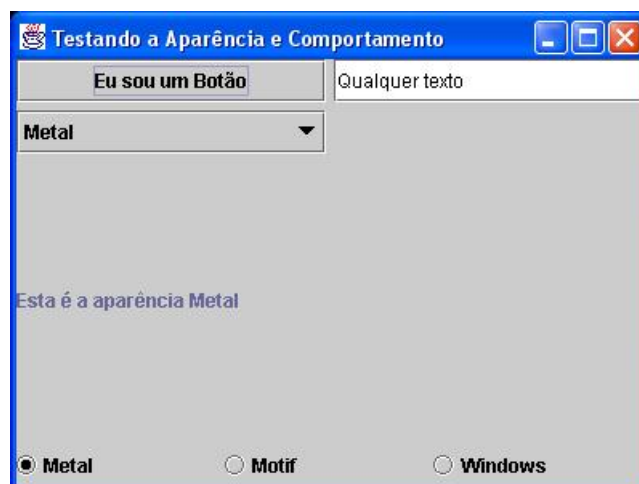 Testando a Aparência e Comportamento
Eu sou um Botão
Qualquer texto
Metal
Esta é a aparência Metal
Metal
Motif
Windows